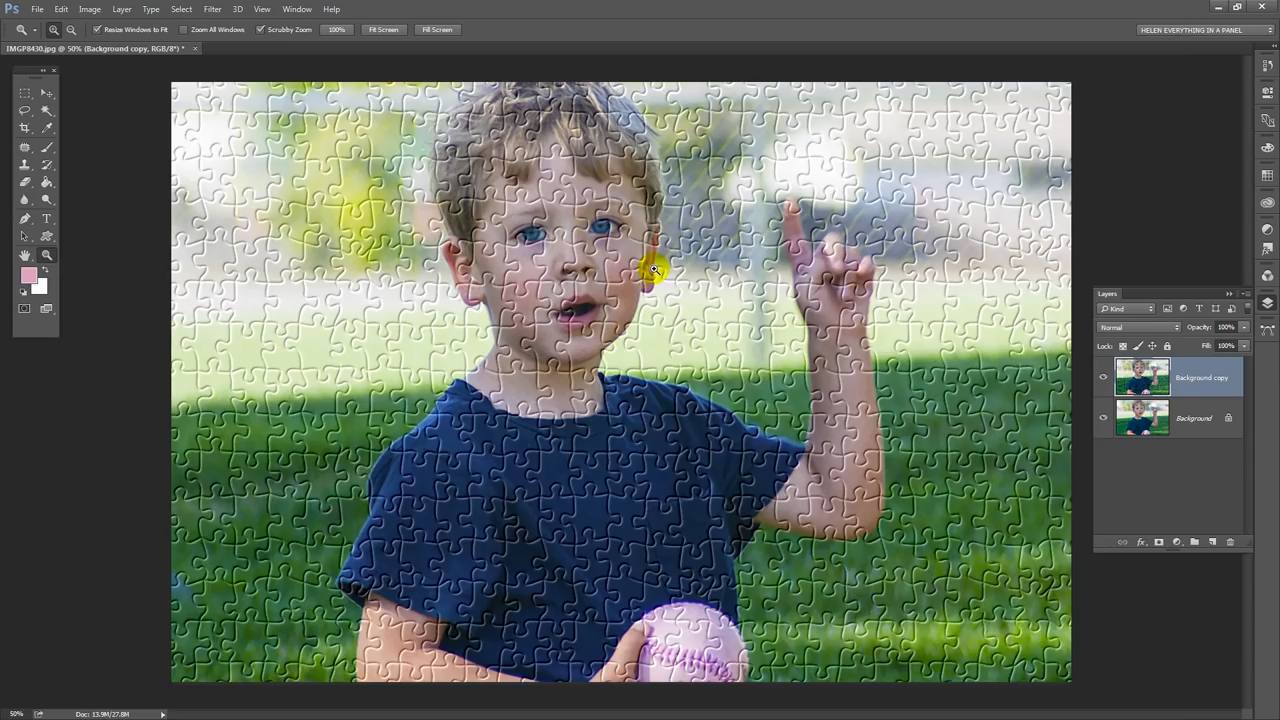 Ps File Edit Image Layer Type Select Filter 3D View Window Help
Resize Windows to Fit Zoom All Windows Scrubby Zoom 100% Fit Screen Fill Screen HELEN EVERYTHING IN A PANEL
IMGP8430.jpg @ 50% (Background copy, RGB/8*) * ×
Layers
Kind
Normal Opacity: 100%
Lock: Fill: 100%
Background copy
Background
fx
50% Doc: 13.9M/27.8M